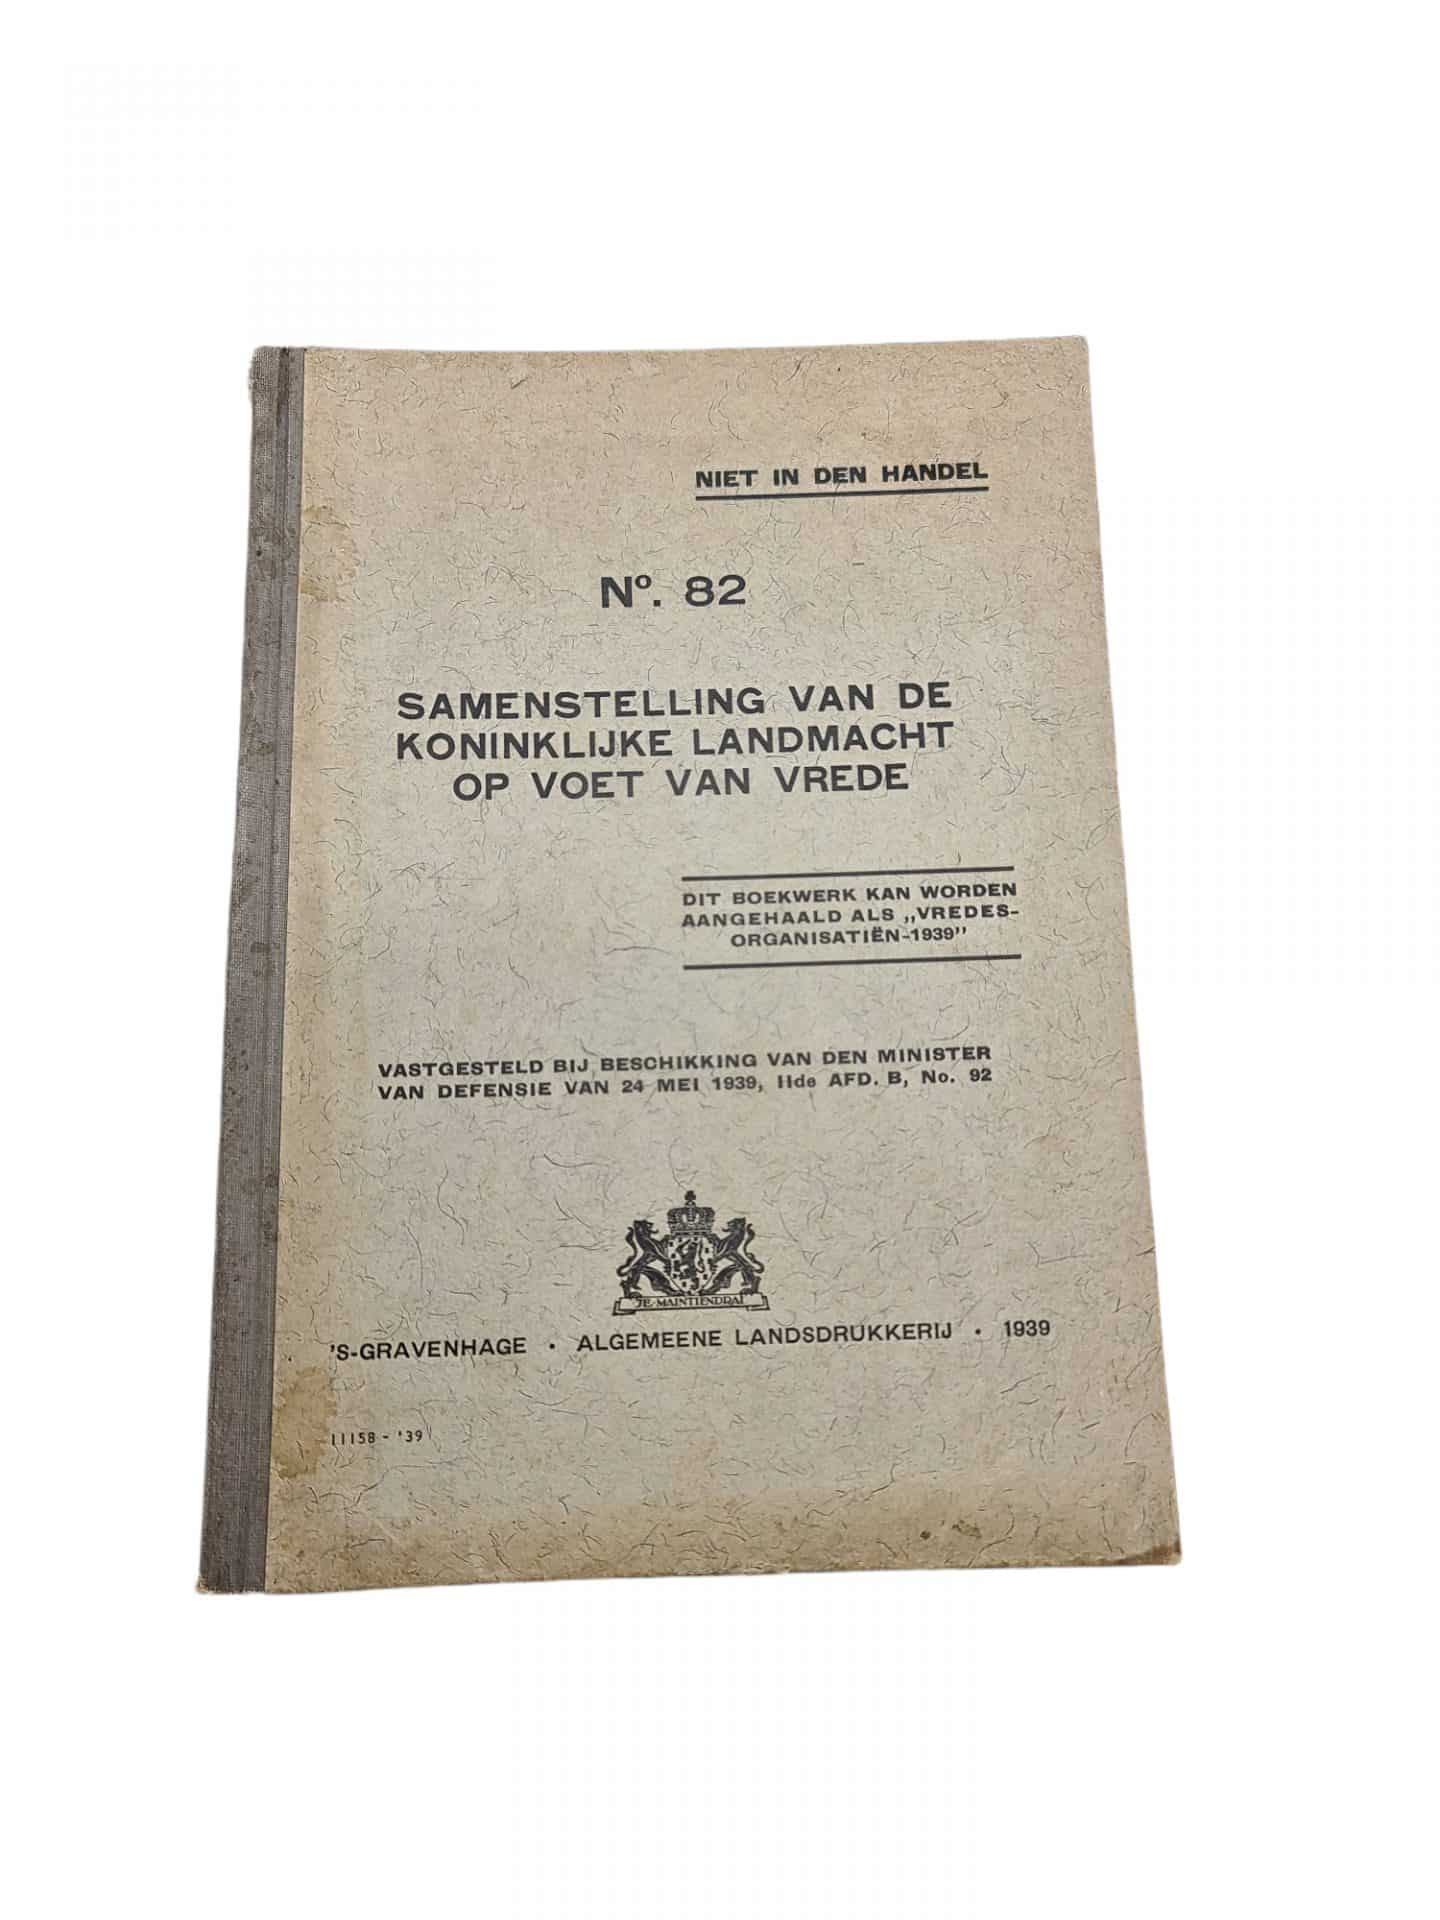 NIET IN DEN HANDEL
Nº. 82
SAMENSTELLING VAN DE
KONINKLIJKE LANDMACHT
OP VOET VAN VREDE
DIT BOEKWERK KAN WORDEN
AANGEHAALD ALS „VREDES-
ORGANISATIËN-1939”
VASTGESTELD BIJ BESCHIKKING VAN DEN MINISTER
VAN DEFENSIE VAN 24 MEI 1939, IIde AFD. B, No. 92
JE·MAINTIENDRAI
'S-GRAVENHAGE • ALGEMEENE LANDSDRUKKERIJ • 1939
11158 - '39